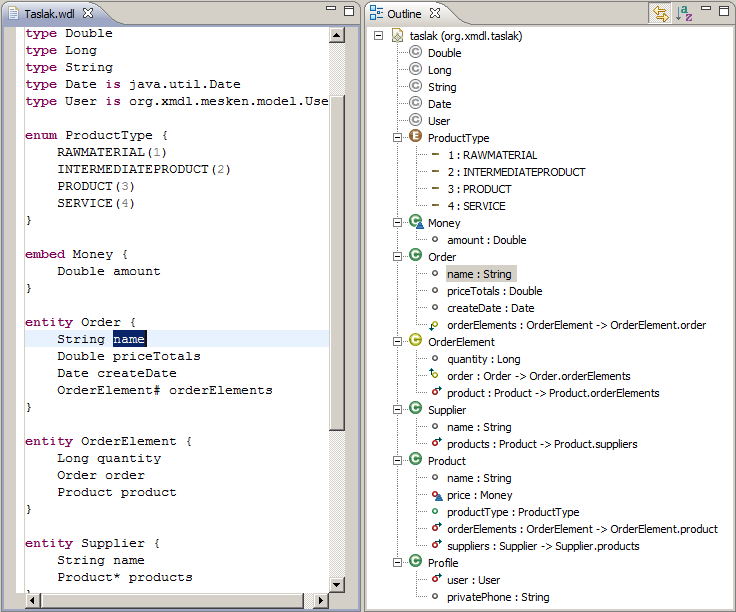 Taslak.wdl
type Double
type Long
type String
type Date is java.util.Date
type User is org.xmdl.mesken.model.Use
enum ProductType {
RAWMATERIAL(1)
INTERMEDIATEPRODUCT(2)
PRODUCT(3)
SERVICE(4)
}
embed Money {
Double amount
}
entity Order {
String name
Double priceTotals
Date createDate
OrderElement# orderElements
}
entity OrderElement {
Long quantity
Order order
Product product
}
entity Supplier {
String name
Product* products
}
Outline
taslak (org.xmdl.taslak)
Double
Long
String
Date
User
ProductType
1 : RAWMATERIAL
2 : INTERMEDIATEPRODUCT
3 : PRODUCT
4 : SERVICE
Money
amount : Double
Order
name : String
priceTotals : Double
createDate : Date
orderElements : OrderElement -> OrderElement.order
OrderElement
quantity : Long
order : Order -> Order.orderElements
product : Product -> Product.orderElements
Supplier
name : String
products : Product -> Product.suppliers
Product
name : String
price : Money
productType : ProductType
orderElements : OrderElement -> OrderElement.product
suppliers : Supplier -> Supplier.products
Profile
user : User
privatePhone : String